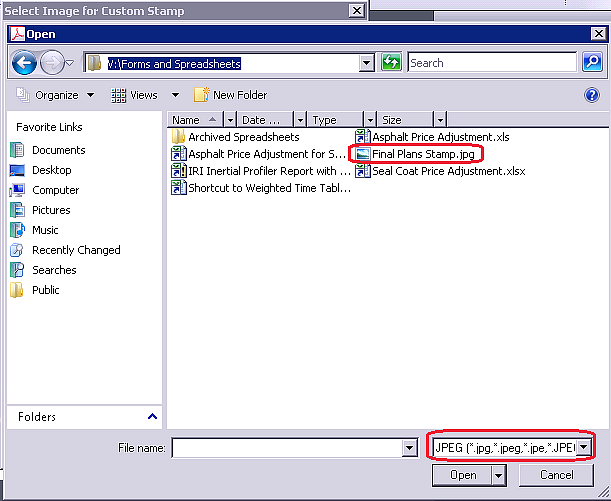 Select Image for Custom Stamp
Open
V:\Forms and Spreadsheets
Search
Organize
Views
New Folder
Favorite Links
Documents
Desktop
Computer
Pictures
Music
Recently Changed
Searches
Public
Folders
Name Date ... Type Size
Archived Spreadsheets
Asphalt Price Adjustment for S...
IRI Inertial Profiler Report with ...
Shortcut to Weighted Time Tabl...
Asphalt Price Adjustment.xls
Final Plans Stamp.jpg
Seal Coat Price Adjustment.xlsx
File name:
JPEG (*.jpg,*.jpeg,*.jpe,*.JPE
Open
Cancel